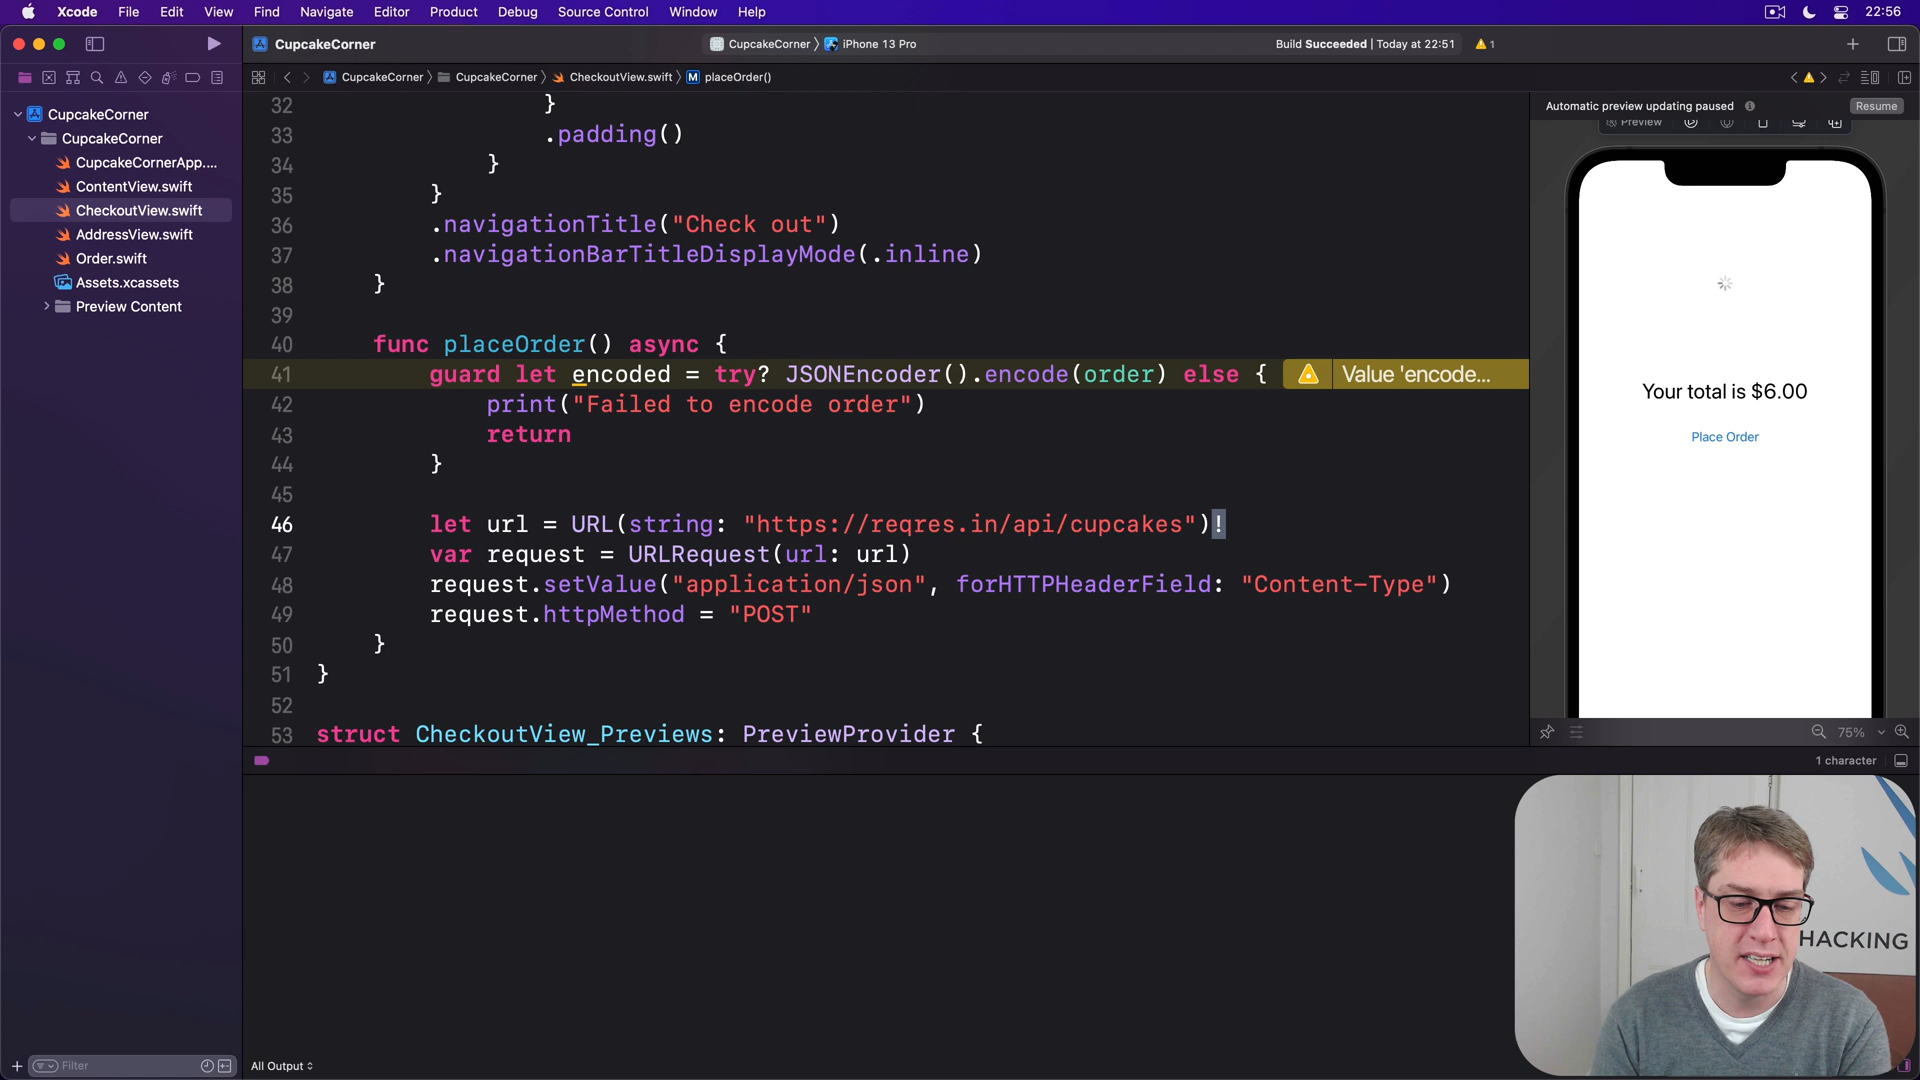 Xcode File Edit View Find Navigate Editor Product Debug Source Control Window Help 22:56
CupcakeCorner CupcakeCorner iPhone 13 Pro Build Succeeded | Today at 22:51 1
CupcakeCorner CupcakeCorner CheckoutView.swift M placeOrder()
CupcakeCorner
CupcakeCorner
CupcakeCornerApp....
ContentView.swift
CheckoutView.swift
AddressView.swift
Order.swift
Assets.xcassets
Preview Content
Filter
32 }
33 .padding()
34 }
35 }
36 .navigationTitle("Check out")
37 .navigationBarTitleDisplayMode(.inline)
38 }
39
40 func placeOrder() async {
41 guard let encoded = try? JSONEncoder().encode(order) else { Value 'encode...
42 print("Failed to encode order")
43 return
44 }
45
46 let url = URL(string: "https://reqres.in/api/cupcakes")!
47 var request = URLRequest(url: url)
48 request.setValue("application/json", forHTTPHeaderField: "Content-Type")
49 request.httpMethod = "POST"
50 }
51 }
52
53 struct CheckoutView_Previews: PreviewProvider {
Automatic preview updating paused Resume
Preview
Your total is $6.00
Place Order
75%
1 character
All Output
HACKING